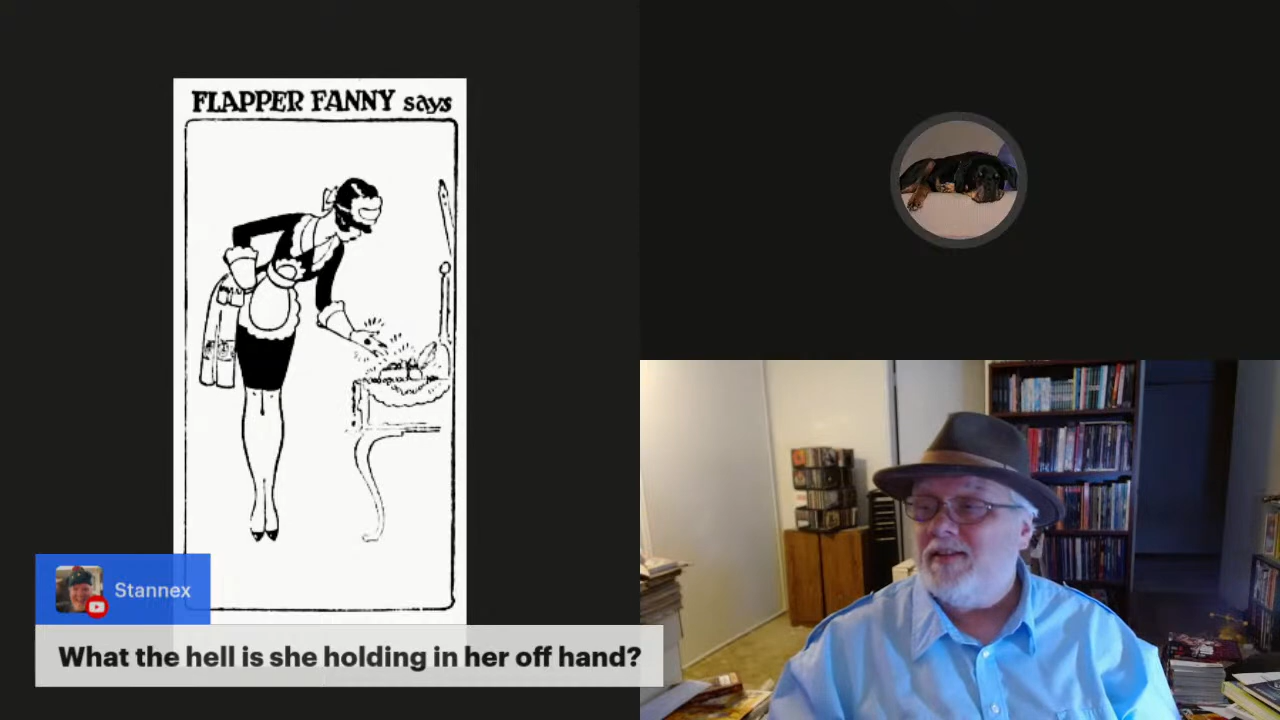 FLAPPER FANNY says
Stannex
What the hell is she holding in her off hand?